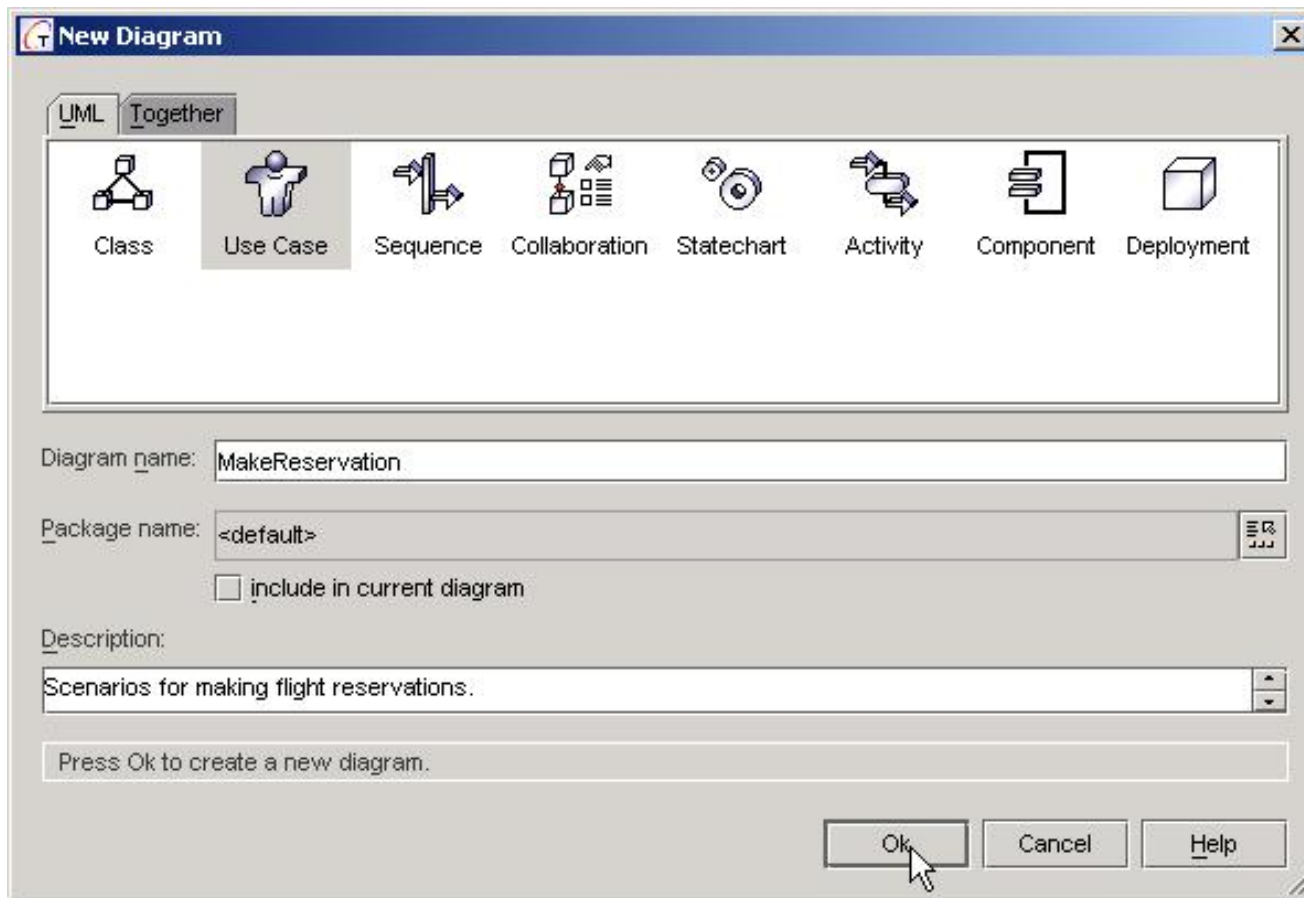 New Diagram
UML Together
Class Use Case Sequence Collaboration Statechart Activity Component Deployment
Diagram name: MakeReservation
Package name: <default>
include in current diagram
Description:
Scenarios for making flight reservations.
Press Ok to create a new diagram.
Ok Cancel Help